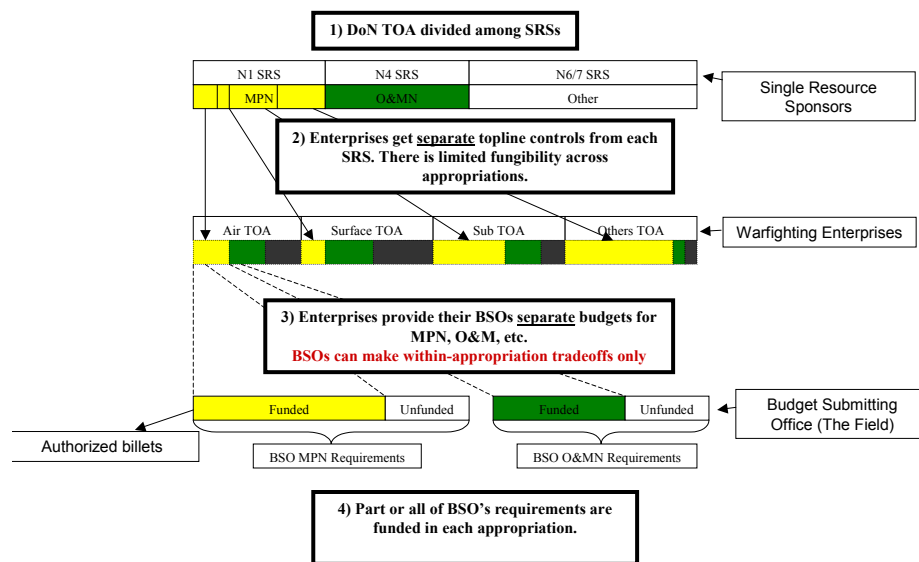 1) DoN TOA divided among SRSs
N1 SRS
N4 SRS
N6/7 SRS
MPN
O&MN
Other
Single Resource
Sponsors
2) Enterprises get separate topline controls from each
SRS. There is limited fungibility across
appropriations.
Air TOA
Surface TOA
Sub TOA
Others TOA
Warfighting Enterprises
3) Enterprises provide their BSOs separate budgets for
MPN, O&M, etc.
BSOs can make within-appropriation tradeoffs only
Funded
Unfunded
Funded
Unfunded
Budget Submitting
Office (The Field)
Authorized billets
BSO MPN Requirements
BSO O&MN Requirements
4) Part or all of BSO's requirements are
funded in each appropriation.